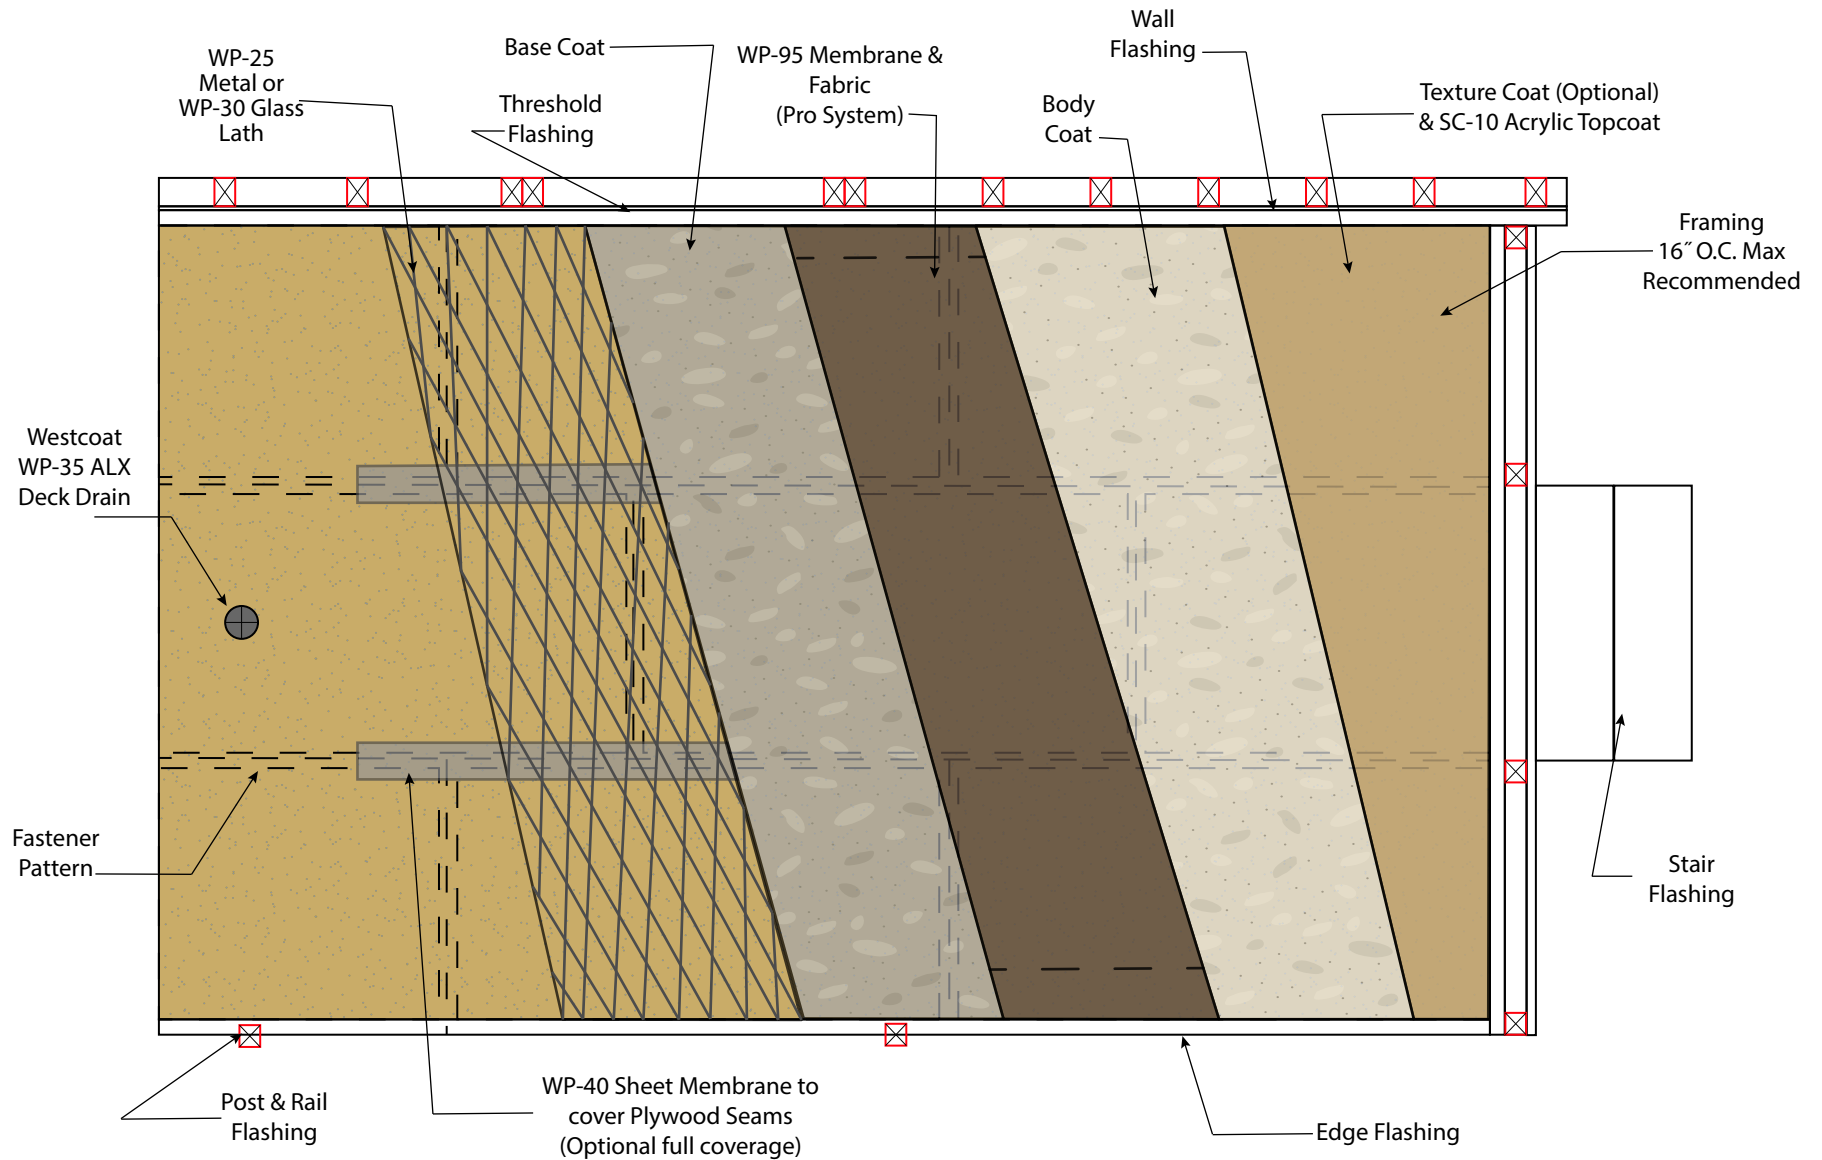 WP-25
Metal or
WP-30 Glass
Lath
Base Coat
Threshold
Flashing
WP-95 Membrane &
Fabric
(Pro System)
Body
Coat
Wall
Flashing
Texture Coat (Optional)
& SC-10 Acrylic Topcoat
Framing
16˝ O.C. Max
Recommended
Westcoat
WP-35 ALX
Deck Drain
Fastener
Pattern
Stair
Flashing
Post & Rail
Flashing
WP-40 Sheet Membrane to
cover Plywood Seams
(Optional full coverage)
Edge Flashing